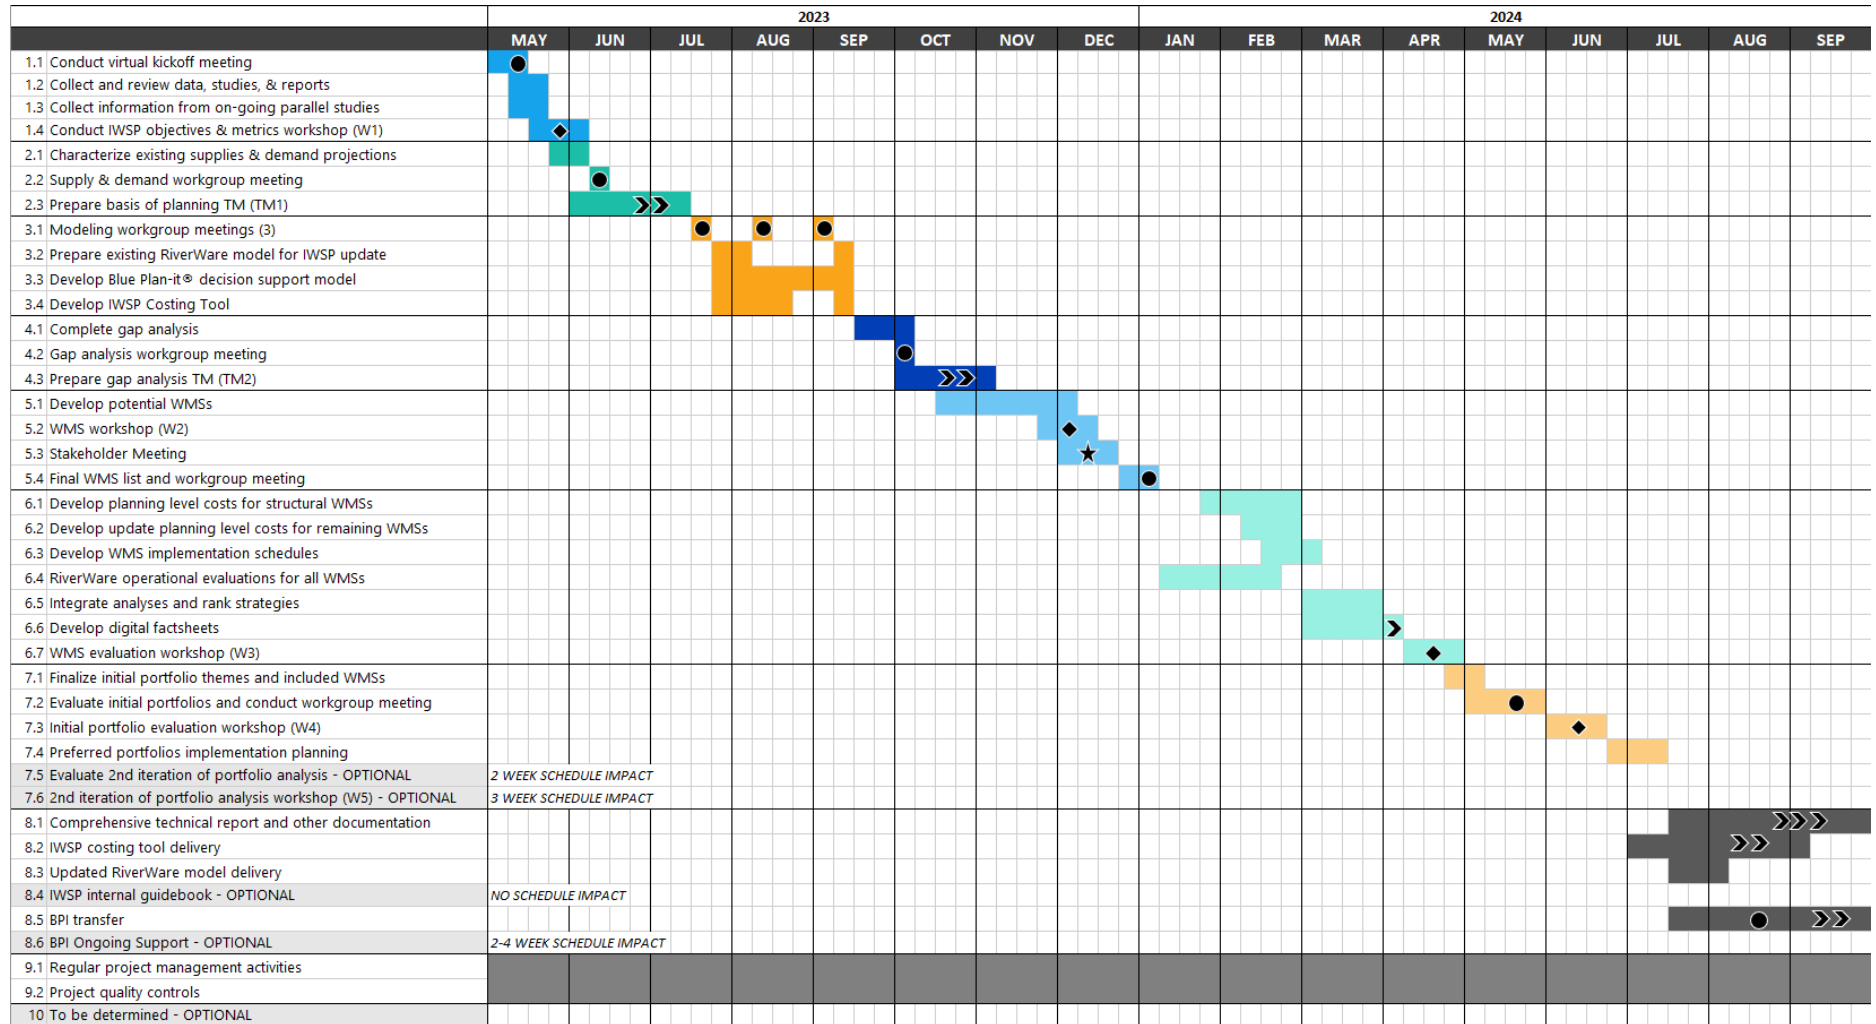 2023 2024
MAY JUN JUL AUG SEP OCT NOV DEC JAN FEB MAR APR MAY JUN JUL AUG SEP
1.1 Conduct virtual kickoff meeting
1.2 Collect and review data, studies, & reports
1.3 Collect information from on-going parallel studies
1.4 Conduct IWSP objectives & metrics workshop (W1)
2.1 Characterize existing supplies & demand projections
2.2 Supply & demand workgroup meeting
2.3 Prepare basis of planning TM (TM1)
3.1 Modeling workgroup meetings (3)
3.2 Prepare existing RiverWare model for IWSP update
3.3 Develop Blue Plan-it® decision support model
3.4 Develop IWSP Costing Tool
4.1 Complete gap analysis
4.2 Gap analysis workgroup meeting
4.3 Prepare gap analysis TM (TM2)
5.1 Develop potential WMSs
5.2 WMS workshop (W2)
5.3 Stakeholder Meeting
5.4 Final WMS list and workgroup meeting
6.1 Develop planning level costs for structural WMSs
6.2 Develop update planning level costs for remaining WMSs
6.3 Develop WMS implementation schedules
6.4 RiverWare operational evaluations for all WMSs
6.5 Integrate analyses and rank strategies
6.6 Develop digital factsheets
6.7 WMS evaluation workshop (W3)
7.1 Finalize initial portfolio themes and included WMSs
7.2 Evaluate initial portfolios and conduct workgroup meeting
7.3 Initial portfolio evaluation workshop (W4)
7.4 Preferred portfolios implementation planning
7.5 Evaluate 2nd iteration of portfolio analysis - OPTIONAL 2 WEEK SCHEDULE IMPACT
7.6 2nd iteration of portfolio analysis workshop (W5) - OPTIONAL 3 WEEK SCHEDULE IMPACT
8.1 Comprehensive technical report and other documentation
8.2 IWSP costing tool delivery
8.3 Updated RiverWare model delivery
8.4 IWSP internal guidebook - OPTIONAL NO SCHEDULE IMPACT
8.5 BPI transfer
8.6 BPI Ongoing Support - OPTIONAL 2-4 WEEK SCHEDULE IMPACT
9.1 Regular project management activities
9.2 Project quality controls
10 To be determined - OPTIONAL